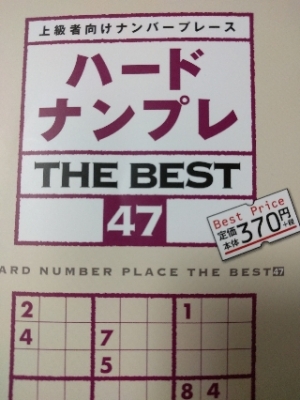 上級者向けナンバープレース
ハード
ナンプレ
THE BEST
47
Best Price
定価
本体
370円
+税
ARD NUMBER PLACE THE BEST47
2 1
4 7
5
8 4